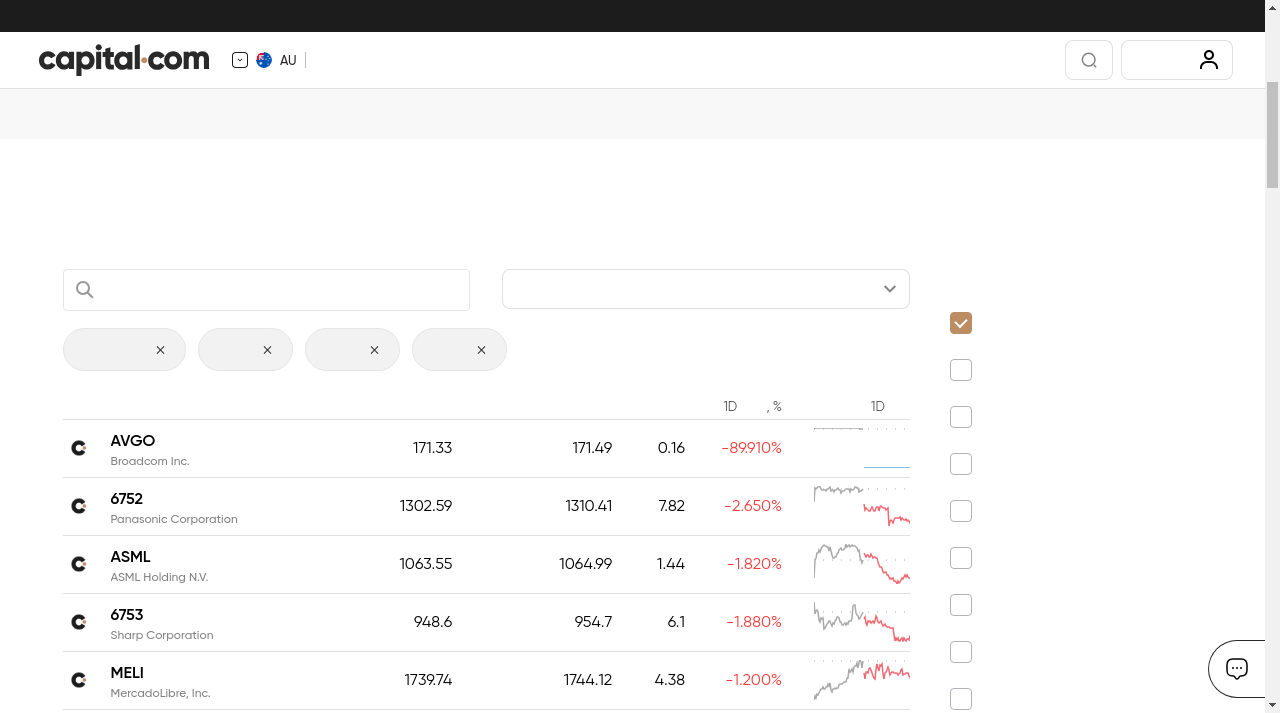 capital.com
AU
1D , % 1D
AVGO 171.33 171.49 0.16 -89.910%
Broadcom Inc.
6752 1302.59 1310.41 7.82 -2.650%
Panasonic Corporation
ASML 1063.55 1064.99 1.44 -1.820%
ASML Holding N.V.
6753 948.6 954.7 6.1 -1.880%
Sharp Corporation
MELI 1739.74 1744.12 4.38 -1.200%
MercadoLibre, Inc.